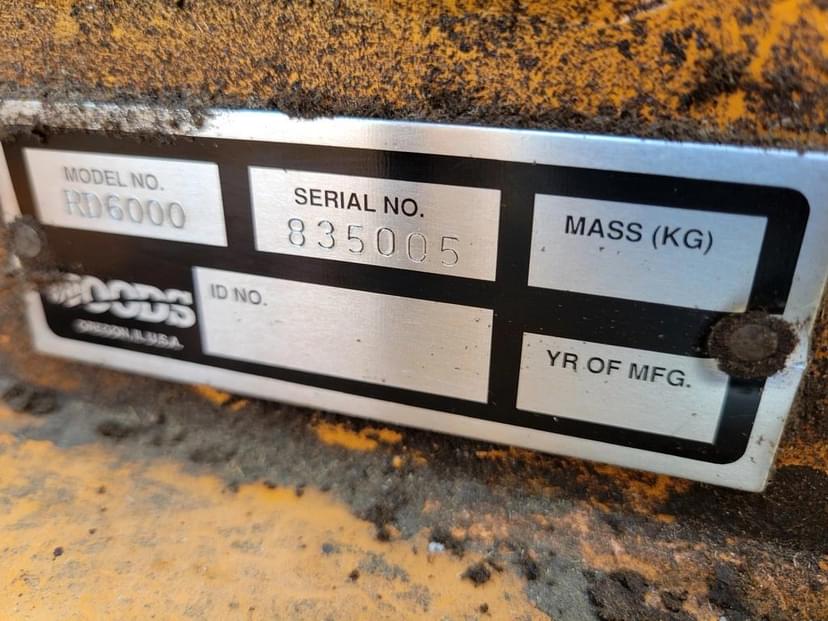 MODEL NO.
RD6000
SERIAL NO.
835005
MASS (KG)
WOODS
OREGON, IL U.S.A.
ID NO.
YR OF MFG.